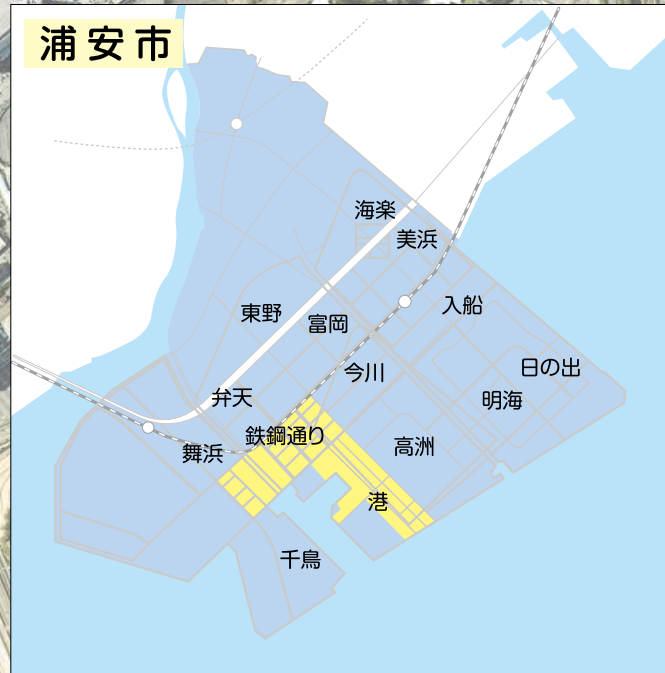 浦安市
海楽
美浜
入船
東野
富岡
日の出
今川
明海
弁天
鉄鋼通り
高洲
舞浜
港
千鳥